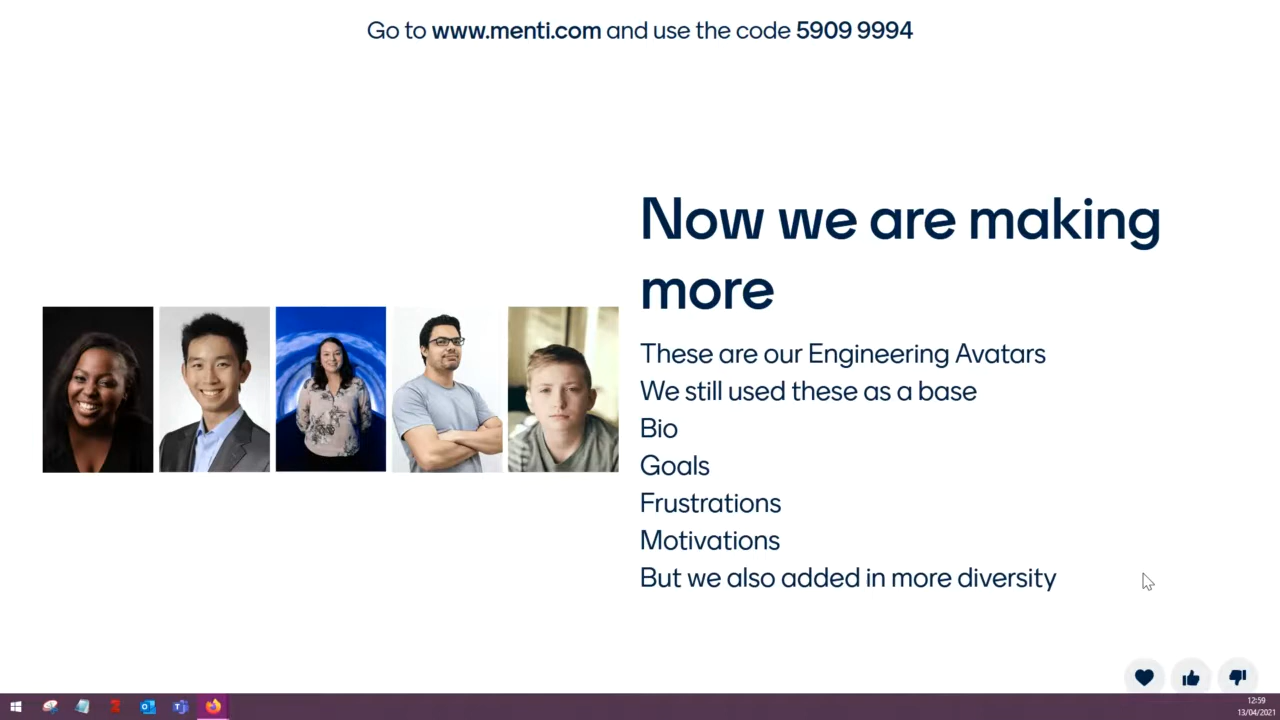 Go to www.menti.com and use the code 5909 9994
Now we are making
more
These are our Engineering Avatars
We still used these as a base
Bio
Goals
Frustrations
Motivations
But we also added in more diversity
12:59
13/04/2021